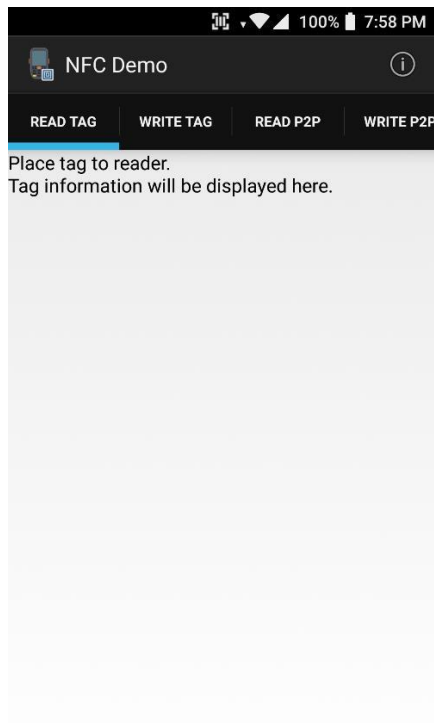 100% 7:58 PM
NFC Demo
READ TAG WRITE TAG READ P2P WRITE P2P
Place tag to reader.
Tag information will be displayed here.